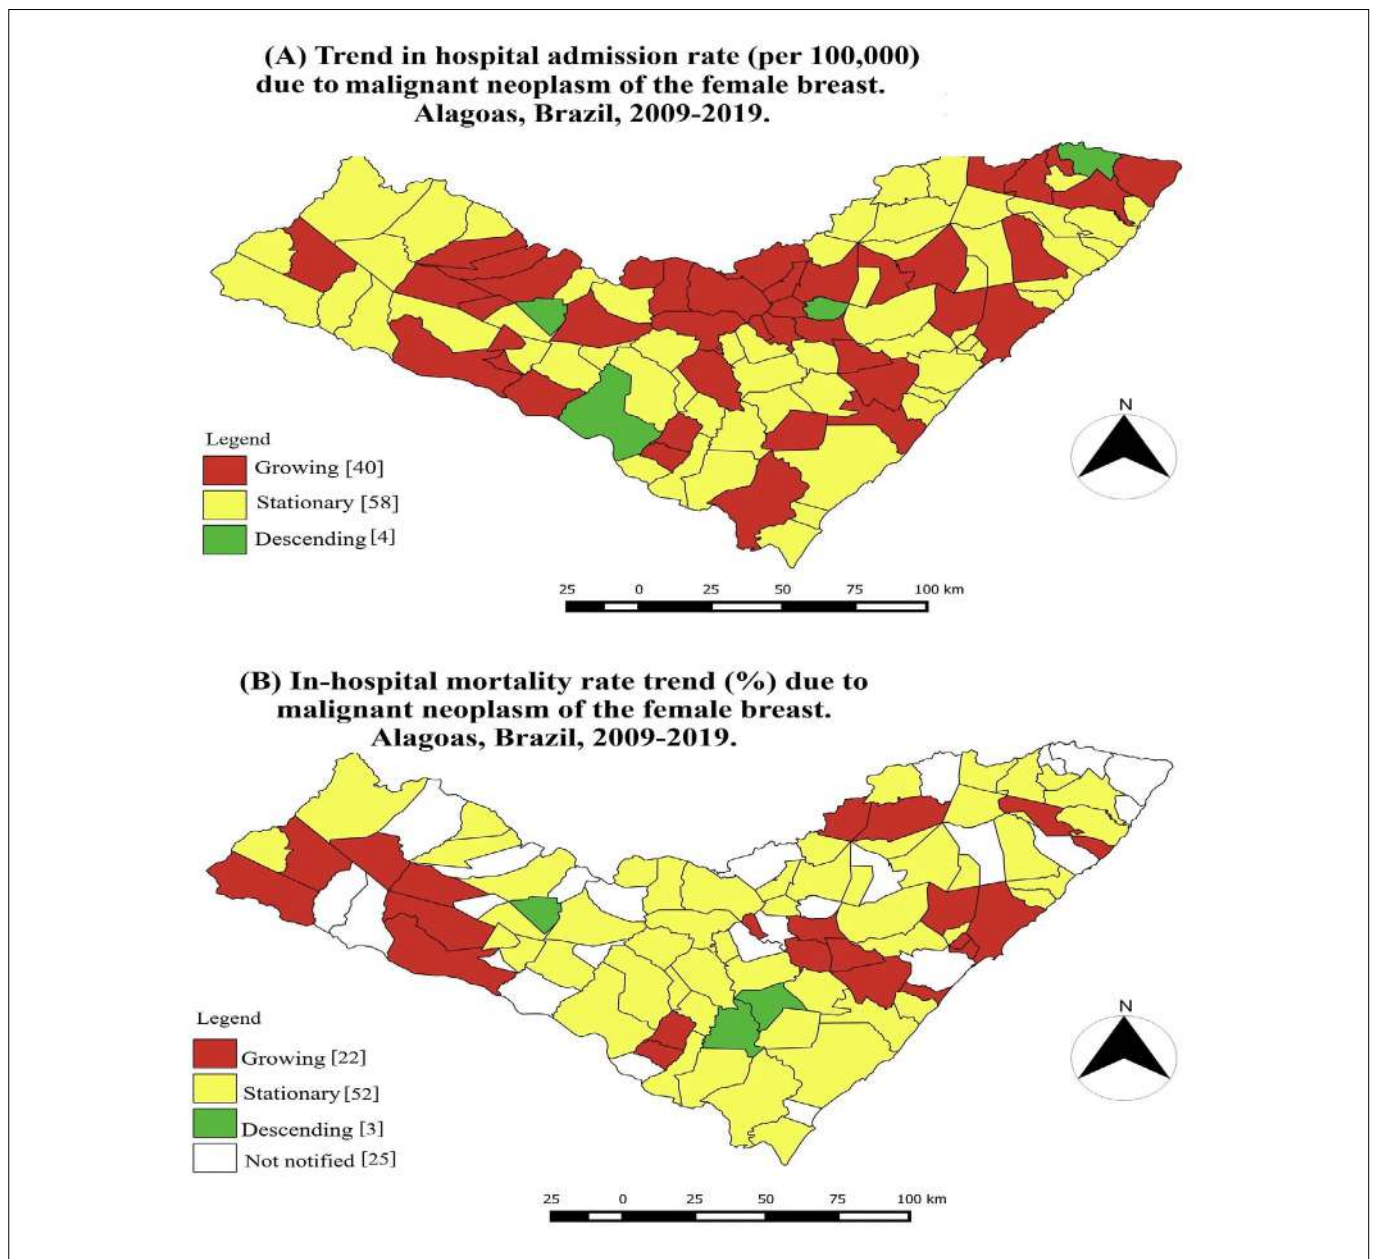 (A) Trend in hospital admission rate (per 100,000)
due to malignant neoplasm of the female breast.
Alagoas, Brazil, 2009-2019.
N
Legend
Growing [40]
Stationary [58]
Descending [4]
25 0 25 50 75 100 km
(B) In-hospital mortality rate trend (%) due to
malignant neoplasm of the female breast.
Alagoas, Brazil, 2009-2019.
N
Legend
Growing [22]
Stationary [52]
Descending [3]
Not notified [25]
25 0 25 50 75 100 km